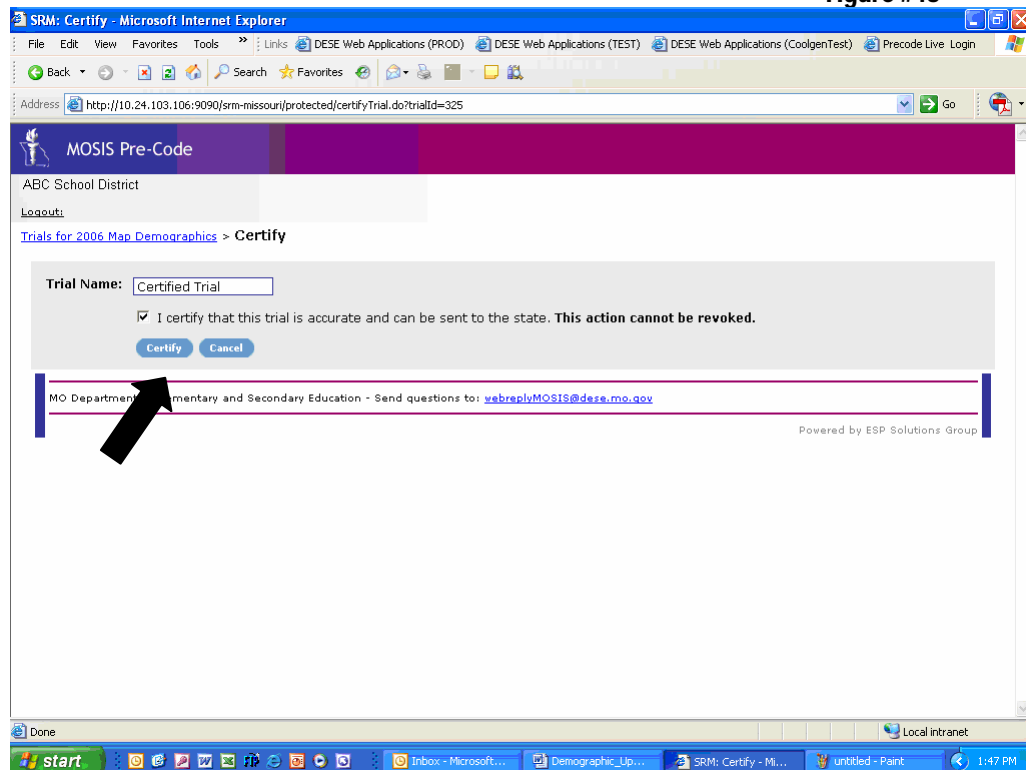 SRM: Certify - Microsoft Internet Explorer
File Edit View Favorites Tools » Links DESE Web Applications (PROD) DESE Web Applications (TEST) DESE Web Applications (CoolgenTest) Precode Live Login
Back Search Favorites
Address http://10.24.103.106:9090/srm-missouri/protected/certifyTrial.do?trialId=325 Go
MOSIS Pre-Code
ABC School District
Logout:
Trials for 2006 Map Demographics > Certify
Trial Name: Certified Trial
I certify that this trial is accurate and can be sent to the state. This action cannot be revoked.
Certify Cancel
MO Department mentary and Secondary Education - Send questions to: webreplyMOSIS@dese.mo.gov
Powered by ESP Solutions Group
Done Local intranet
start Inbox - Microsoft... Demographic_Up... SRM: Certify - Mi... untitled - Paint 1:47 PM